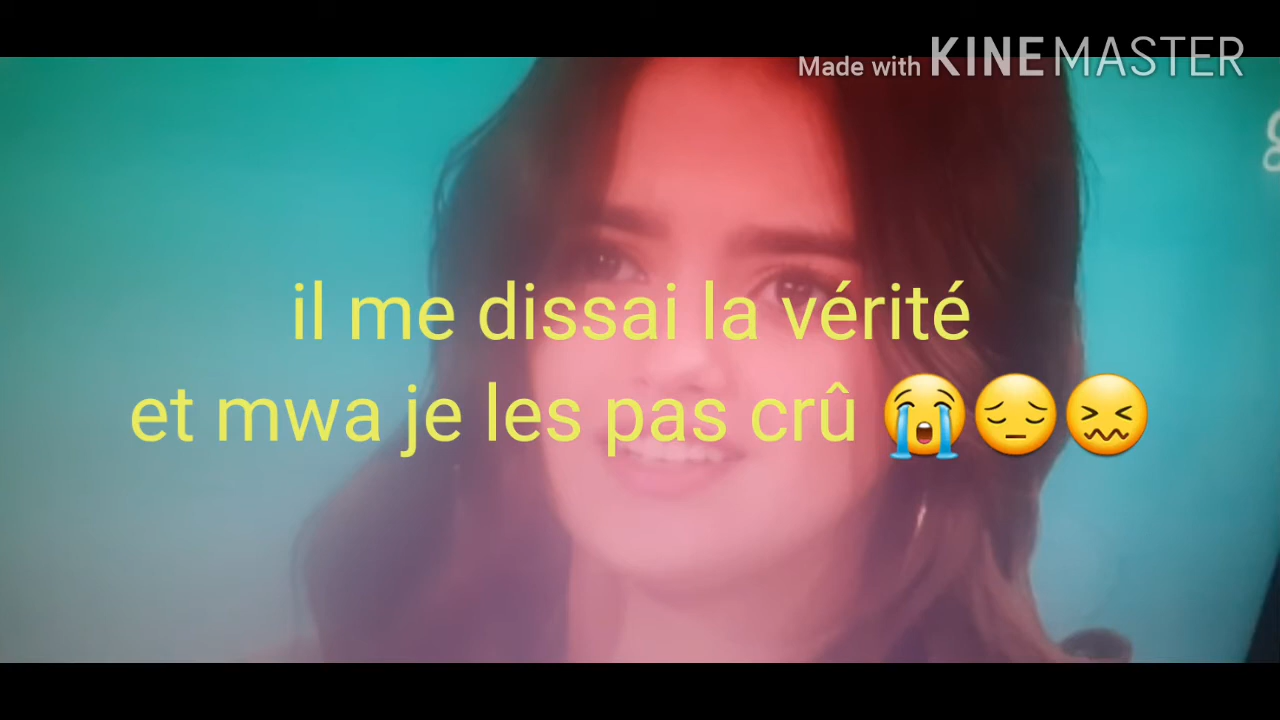 Made with KINEMASTER
il me dissai la vérité
et mwa je les pas crû 😭😔😖